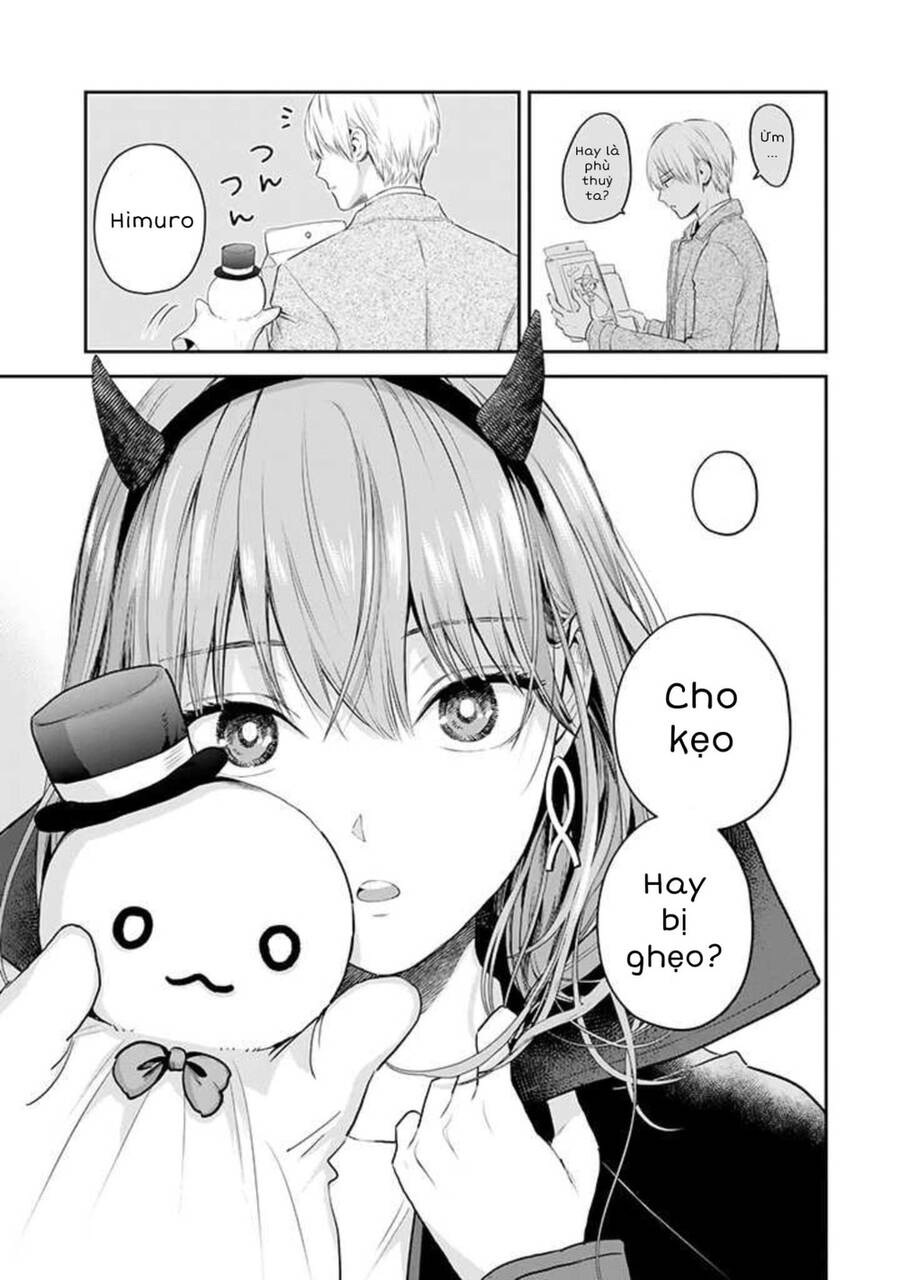 Ừm
...
Hay là
phù
thuỷ
ta?
つん
つん
Himuro
Cho
kẹo
Hay
bị
ghẹo?